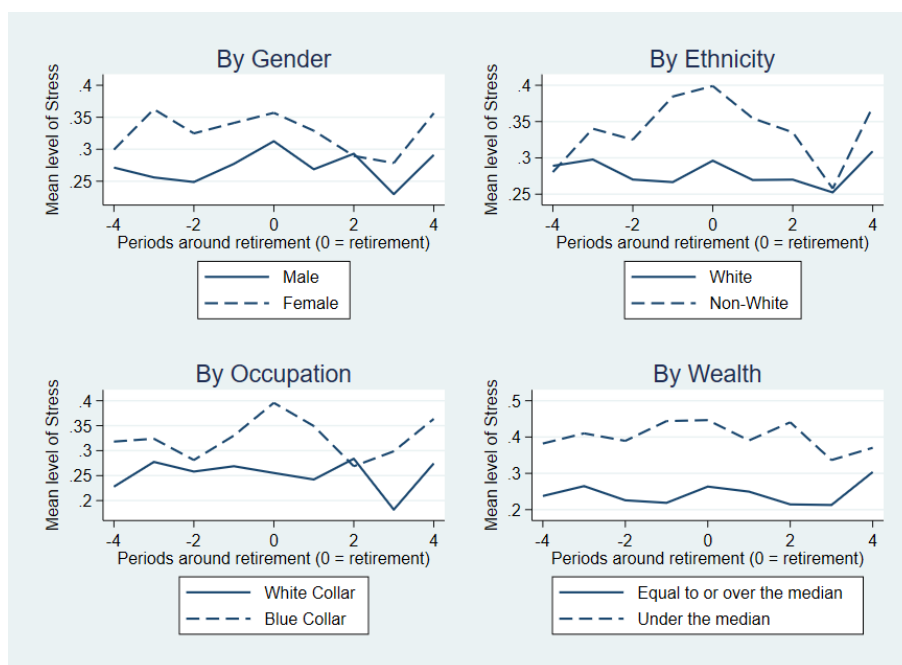 By Gender
Mean level of Stress
.4
.35
.3
.25
-4 -2 0 2 4
Periods around retirement (0 = retirement)
Male
Female
By Ethnicity
Mean level of Stress
.4
.35
.3
.25
-4 -2 0 2 4
Periods around retirement (0 = retirement)
White
Non-White
By Occupation
Mean level of Stress
.4
.35
.3
.25
.2
-4 -2 0 2 4
Periods around retirement (0 = retirement)
White Collar
Blue Collar
By Wealth
Mean level of Stress
.5
.4
.3
.2
-4 -2 0 2 4
Periods around retirement (0 = retirement)
Equal to or over the median
Under the median